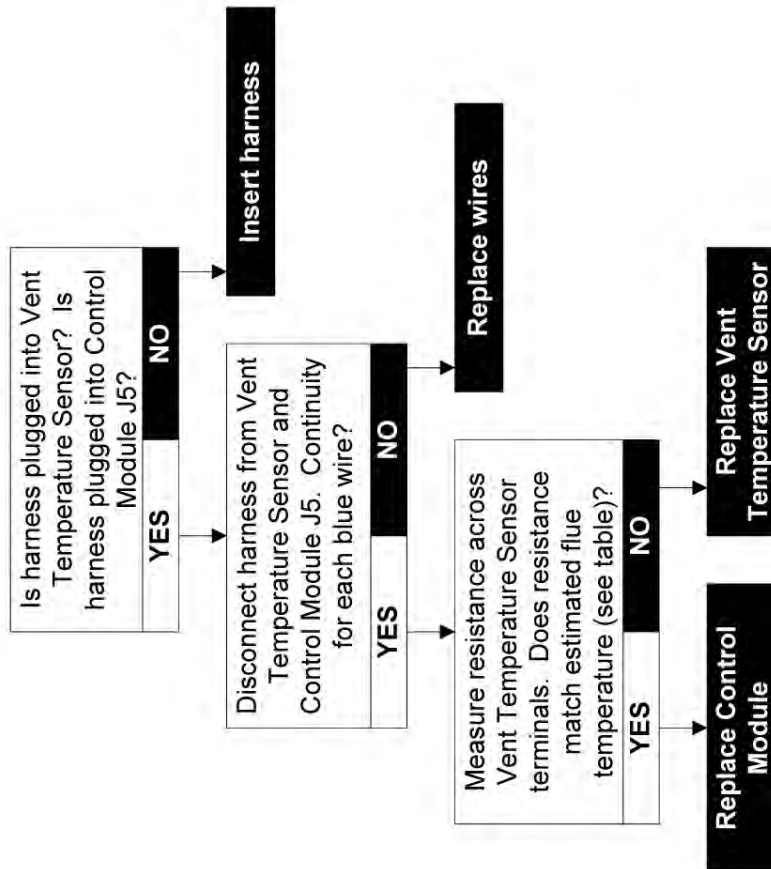 Is harness plugged into Vent
Temperature Sensor? Is
harness plugged into Control
Module J5?
YES
NO
Insert harness
Disconnect harness from Vent
Temperature Sensor and
Control Module J5. Continuity
for each blue wire?
YES
NO
Replace wires
Measure resistance across
Vent Temperature Sensor
terminals. Does resistance
match estimated flue
temperature (see table)?
YES
NO
Replace Control
Module
Replace Vent
Temperature Sensor